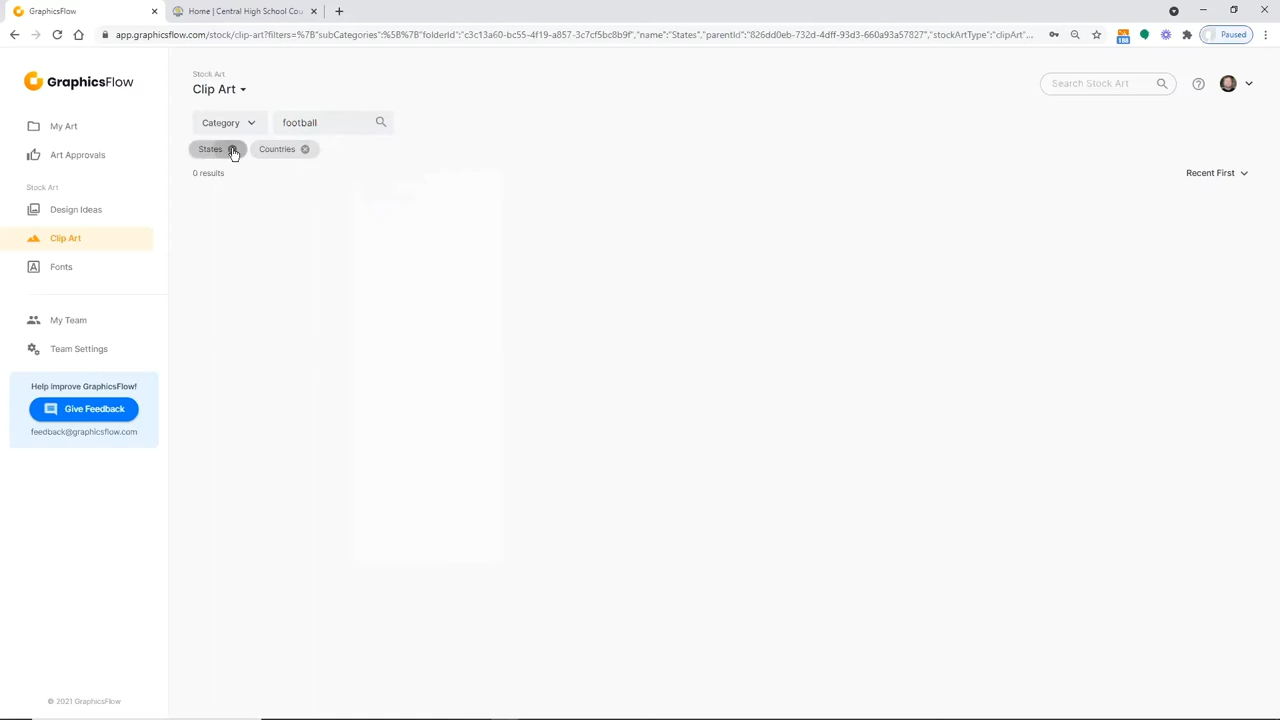 GraphicsFlow
Home | Central High School Cou
app.graphicsflow.com/stock/clip-art?filters=%7B"subCategories":%5B%7B"folderId":"c3c13a60-bc55-4f19-a857-3c7cf5bc8b9f","name":"States","parentId":"826dd0eb-732d-4dff-93d3-660a93a57827","stockArtType":"clipArt",...
188
Paused
GraphicsFlow
My Art
Art Approvals
Stock Art
Design Ideas
Clip Art
Fonts
My Team
Team Settings
Help improve GraphicsFlow!
Give Feedback
feedback@graphicsflow.com
© 2021 GraphicsFlow
Stock Art
Clip Art
Search Stock Art
Category
football
States
Countries
0 results
Recent First